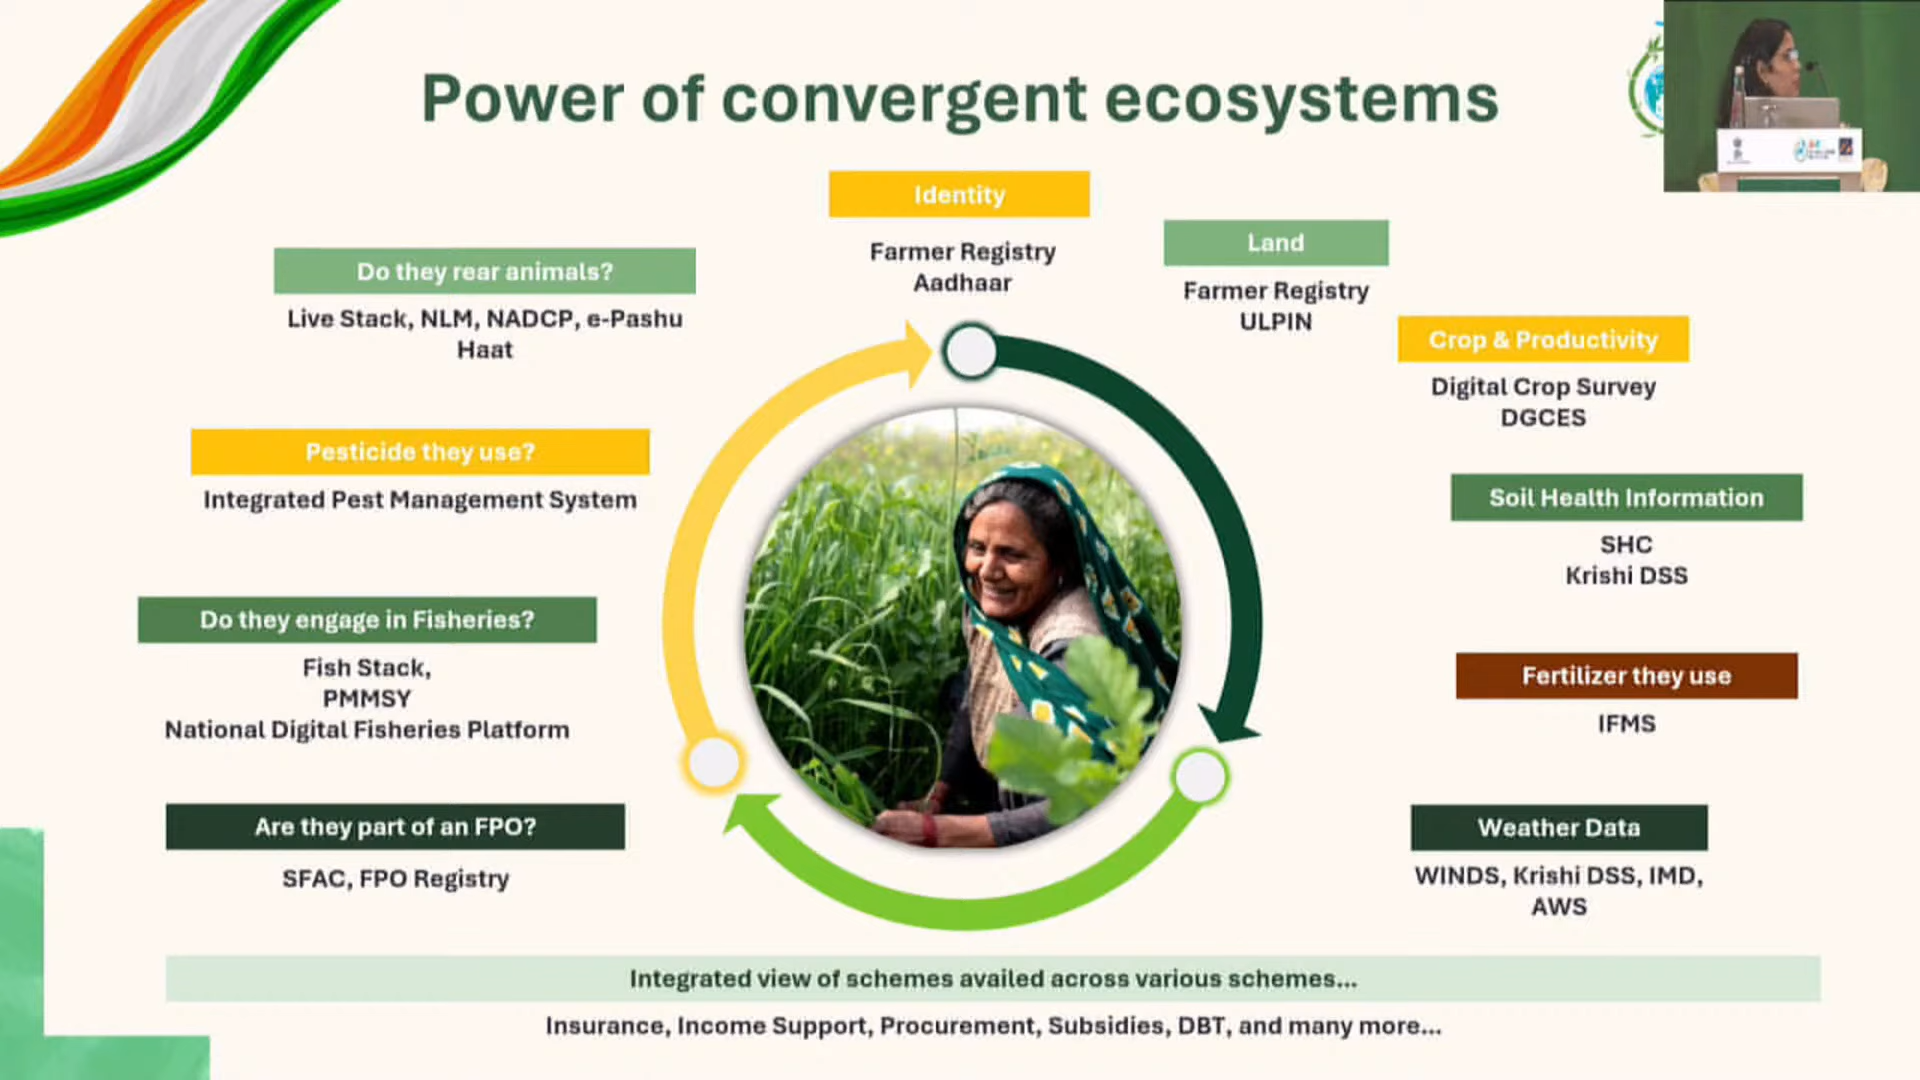 Power of convergent ecosystems
Identity
Farmer Registry
Aadhaar
Land
Farmer Registry
ULPIN
Crop & Productivity
Digital Crop Survey
DGCES
Soil Health Information
SHC
Krishi DSS
Fertilizer they use
IFMS
Weather Data
WINDS, Krishi DSS, IMD,
AWS
Do they rear animals?
Live Stack, NLM, NADCP, e-Pashu
Haat
Pesticide they use?
Integrated Pest Management System
Do they engage in Fisheries?
Fish Stack,
PMMSY
National Digital Fisheries Platform
Are they part of an FPO?
SFAC, FPO Registry
Integrated view of schemes availed across various schemes...
Insurance, Income Support, Procurement, Subsidies, DBT, and many more...